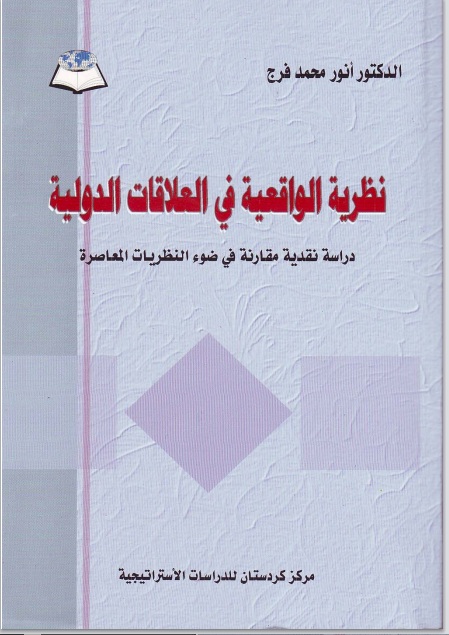 الدكتور أنور محمد فرج
نظرية الواقعية في العلاقات الدولية
دراسة نقدية مقارنة في ضوء النظريات المعاصرة
مركز كردستان للدراسات الاستراتيجية